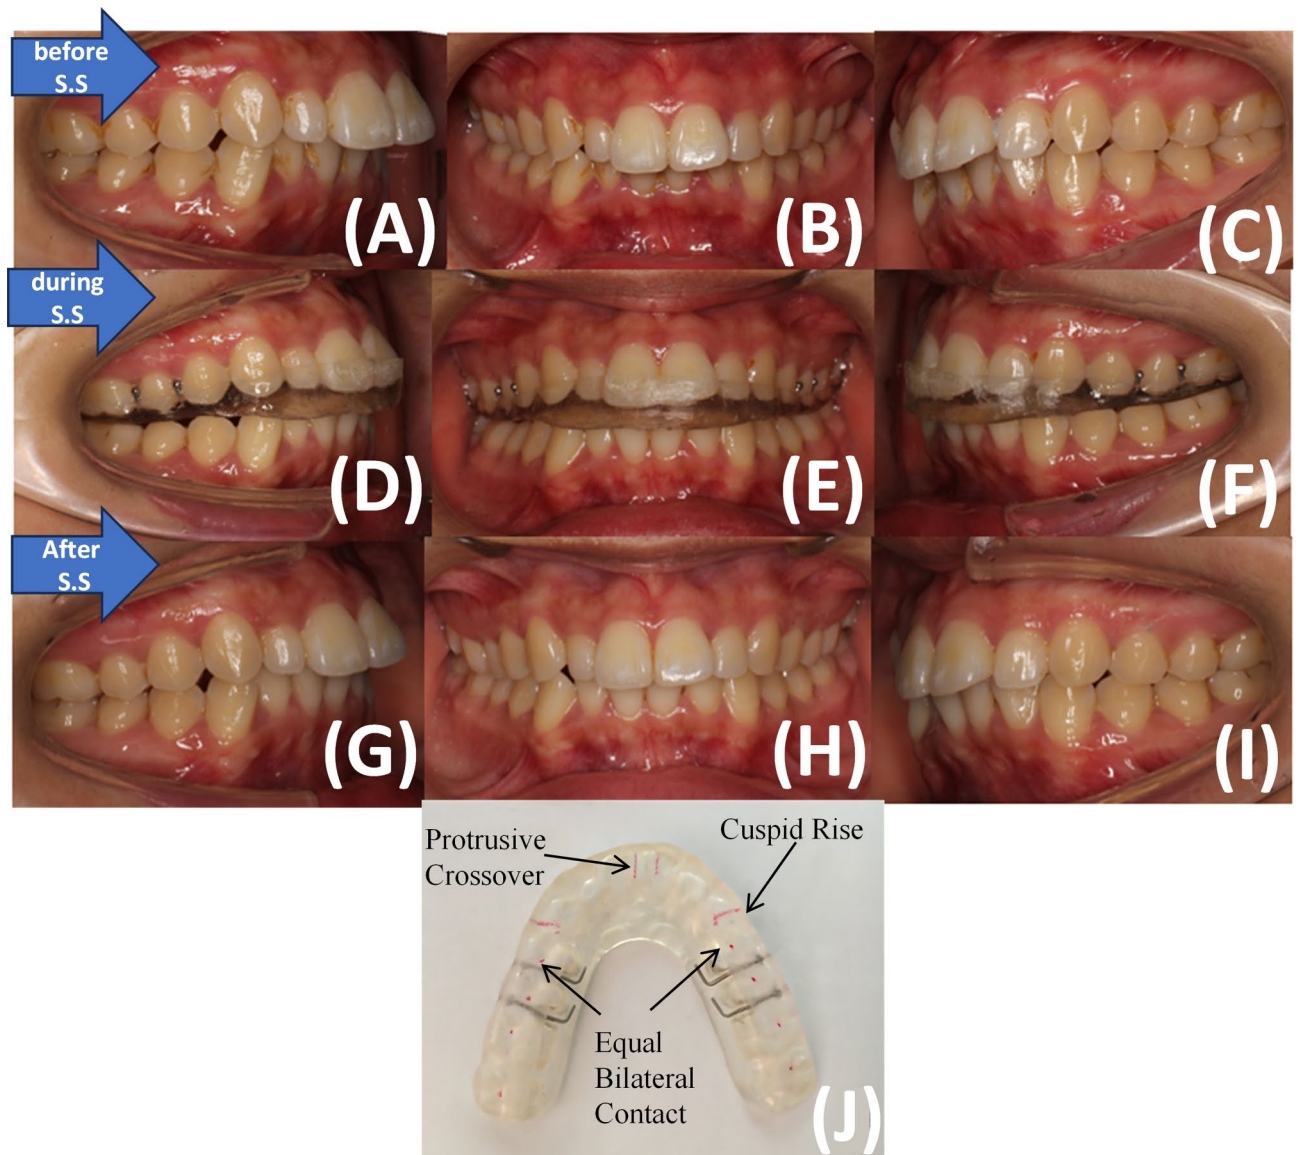 before
S.S
(A)
(B)
(C)
during
S.S
(D)
(E)
(F)
After
S.S
(G)
(H)
(I)
Protrusive
Crossover
Cuspid Rise
Equal
Bilateral
Contact
(J)